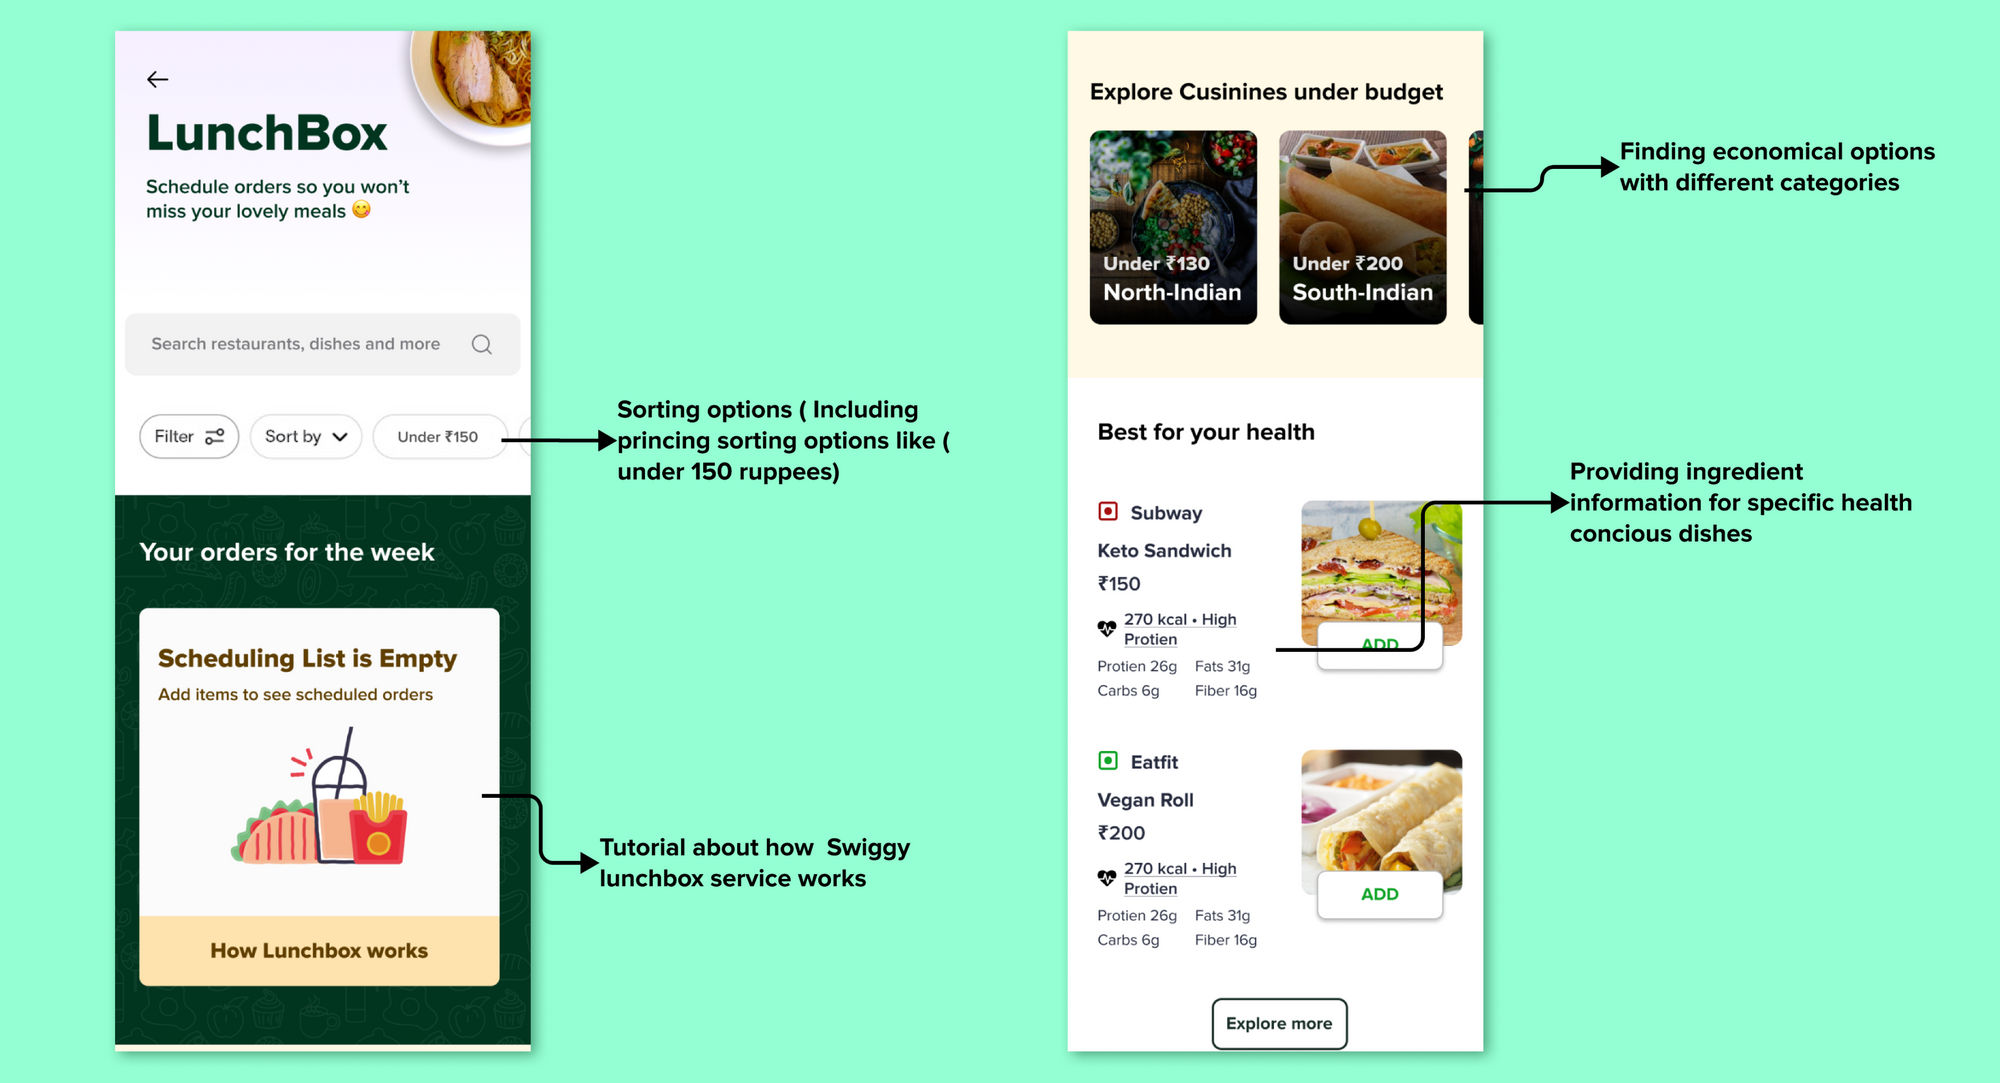 LunchBox
Schedule orders so you won't
miss your lovely meals 😋
Search restaurants, dishes and more
Filter
Sort by
Under ₹150
Your orders for the week
Scheduling List is Empty
Add items to see scheduled orders
How Lunchbox works
Sorting options ( Including
princing sorting options like (
under 150 ruppees)
Tutorial about how  Swiggy
lunchbox service works
Explore Cusinines under budget
Under ₹130
North-Indian
Under ₹200
South-Indian
Best for your health
Subway
Keto Sandwich
₹150
270 kcal • High
Protien
Protien 26g
Fats 31g
Carbs 6g
Fiber 16g
ADD
Eatfit
Vegan Roll
₹200
270 kcal • High
Protien
Protien 26g
Fats 31g
Carbs 6g
Fiber 16g
ADD
Explore more
Finding economical options
with different categories
Providing ingredient
information for specific health
concious dishes